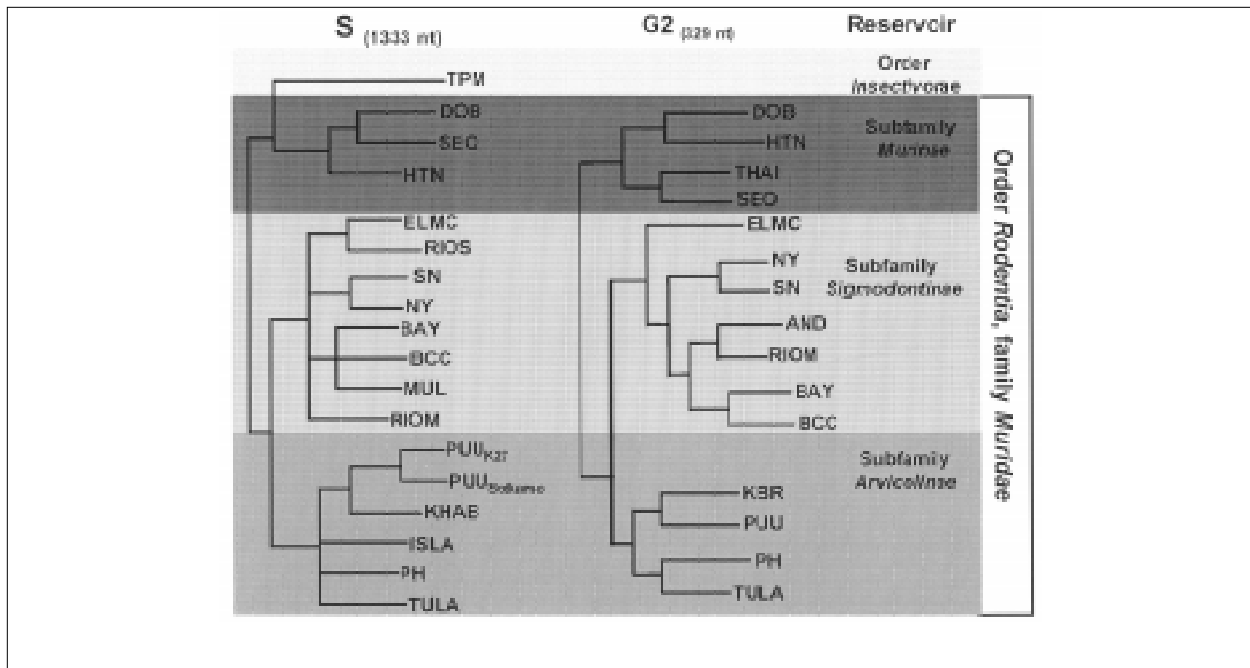 S (1333 nt)
G2 (329 nt)
Reservoir
Order
Insectivorae
TPM
DOB
SEO
HTN
DOB
HTN
THAI
SEO
Subfamily
Murinae
ELMC
RIOS
SN
NY
BAY
BCC
MUL
RIOM
ELMC
NY
SN
AND
RIOM
BAY
BCC
Subfamily
Sigmodontinae
PUU
KHAB
ISLA
PH
TULA
KBR
PUU
PH
TULA
Subfamily
Arvicolinae
Order Rodentia, family Muridae